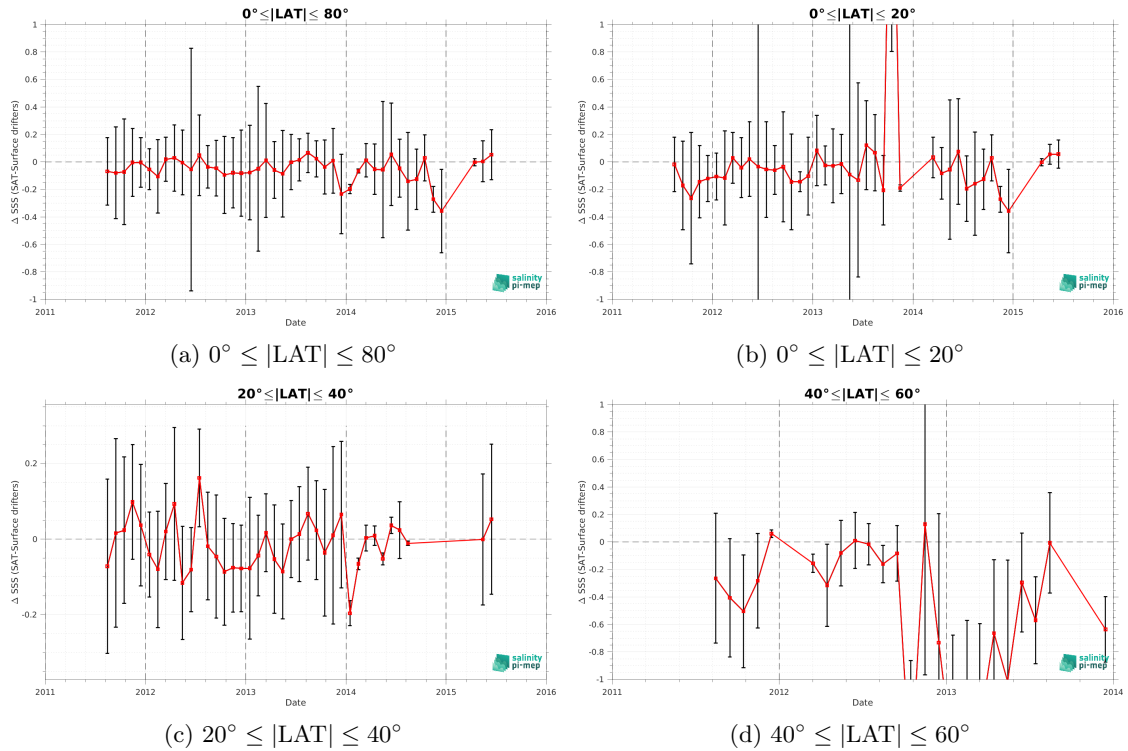 0°≤|LAT|≤ 80°
Δ SSS (SAT-Surface drifters)
1
0.8
0.6
0.4
0.2
0
-0.2
-0.4
-0.6
-0.8
-1
2011
2012
2013
2014
2015
2016
Date
salinity
pi-mep
(a) 0° ≤ |LAT| ≤ 80°
0°≤|LAT|≤ 20°
Δ SSS (SAT-Surface drifters)
1
0.8
0.6
0.4
0.2
0
-0.2
-0.4
-0.6
-0.8
-1
2011
2012
2013
2014
2015
2016
Date
salinity
pi-mep
(b) 0° ≤ |LAT| ≤ 20°
20°≤|LAT|≤ 40°
Δ SSS (SAT-Surface drifters)
0.2
0
-0.2
2011
2012
2013
2014
2015
2016
Date
salinity
pi-mep
(c) 20° ≤ |LAT| ≤ 40°
40°≤|LAT|≤ 60°
Δ SSS (SAT-Surface drifters)
1
0.8
0.6
0.4
0.2
0
-0.2
-0.4
-0.6
-0.8
-1
2011
2012
2013
2014
Date
salinity
pi-mep
(d) 40° ≤ |LAT| ≤ 60°